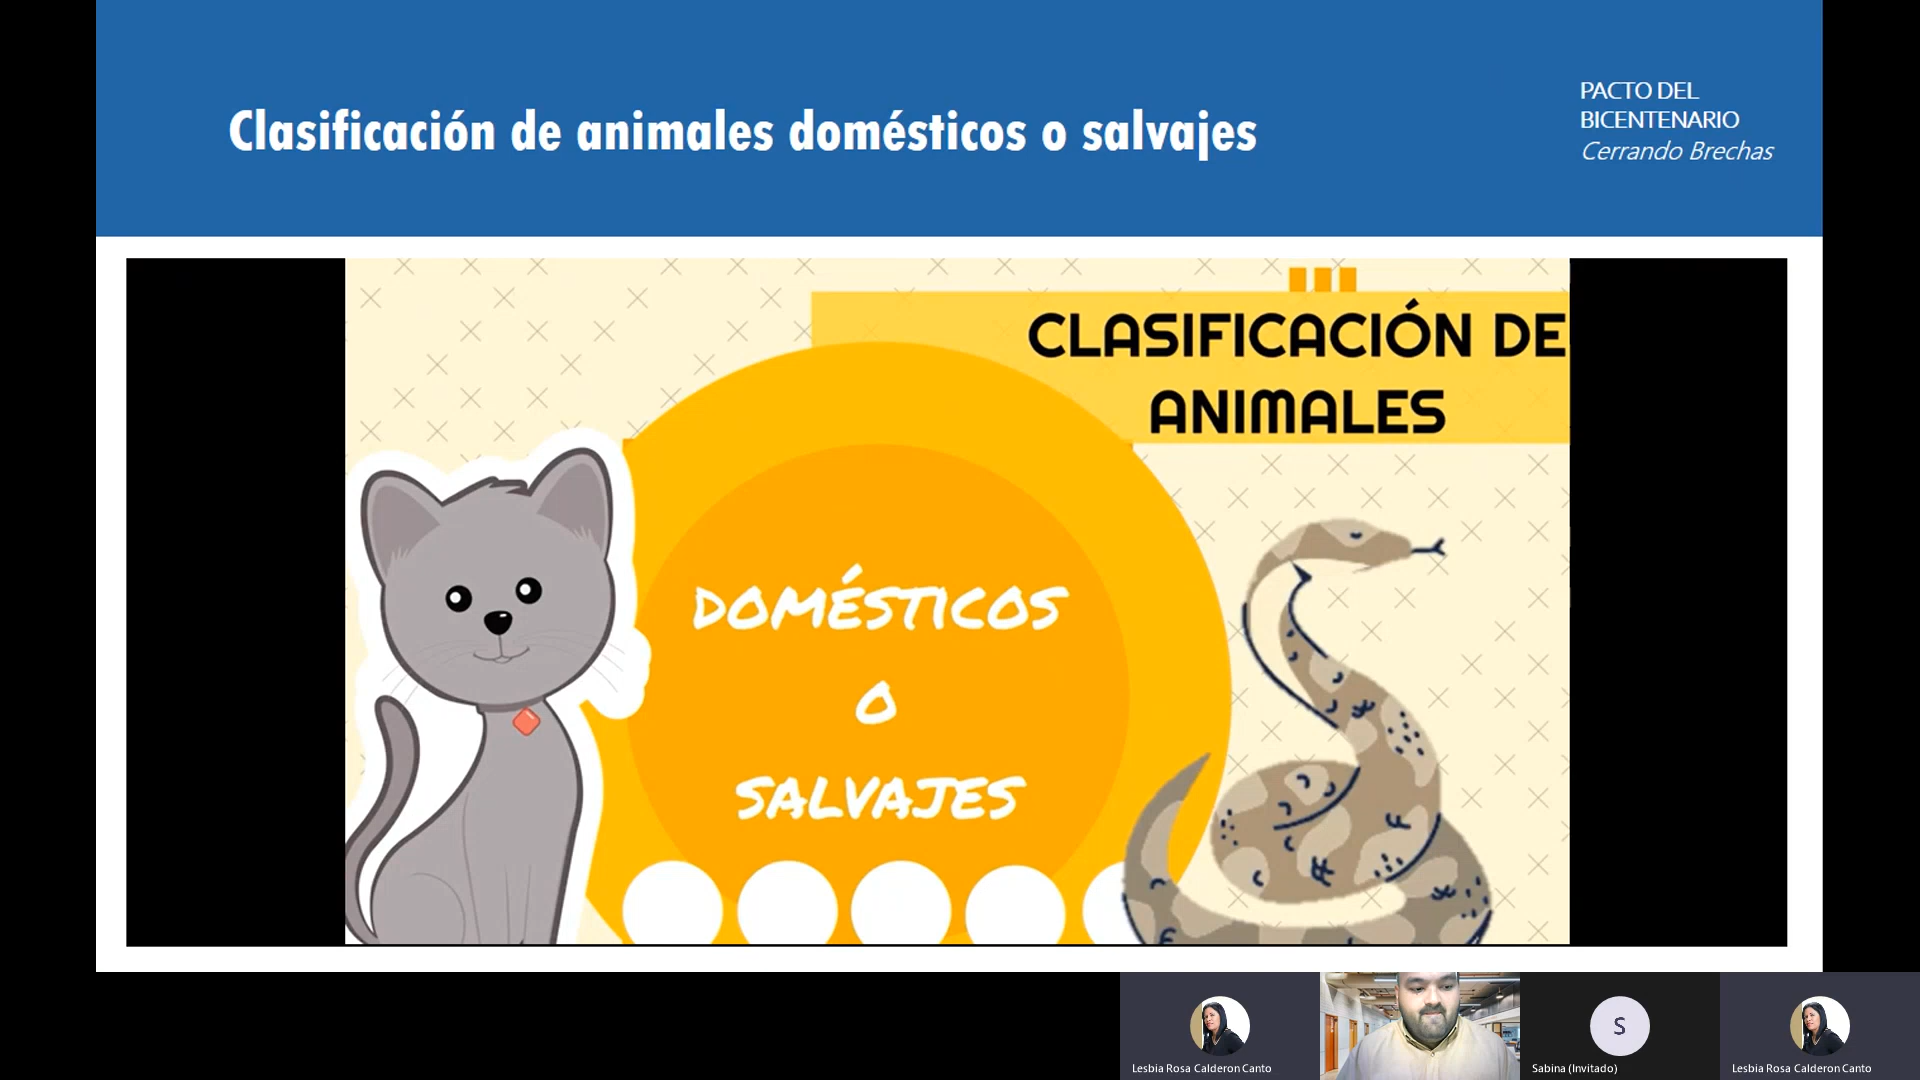 Clasificación de animales domésticos o salvajes
PACTO DEL
BICENTENARIO
Cerrando Brechas
CLASIFICACIÓN DE
ANIMALES
DOMÉSTICOS
O
SALVAJES
S
Lesbia Rosa Calderon Canto
Sabina (Invitado)
Lesbia Rosa Calderon Canto